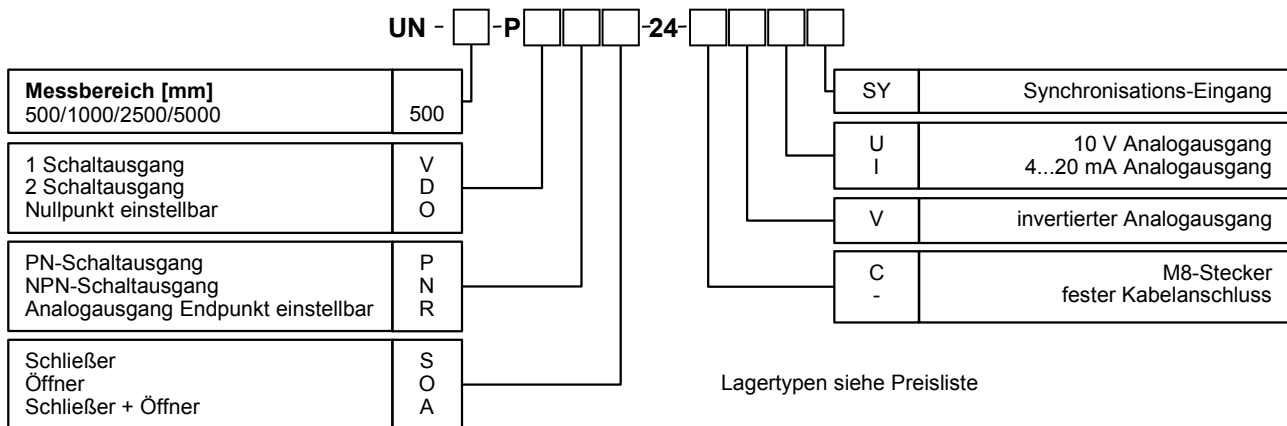 UN - -P -24-
Messbereich [mm]
500/1000/2500/5000 500
1 Schaltausgang V
2 Schaltausgang D
Nullpunkt einstellbar O
PN-Schaltausgang P
NPN-Schaltausgang N
Analogausgang Endpunkt einstellbar R
Schließer S
Öffner O
Schließer + Öffner A
SY Synchronisations-Eingang
U 10 V Analogausgang
I 4...20 mA Analogausgang
V invertierter Analogausgang
C M8-Stecker
- fester Kabelanschluss
Lagertypen siehe Preisliste